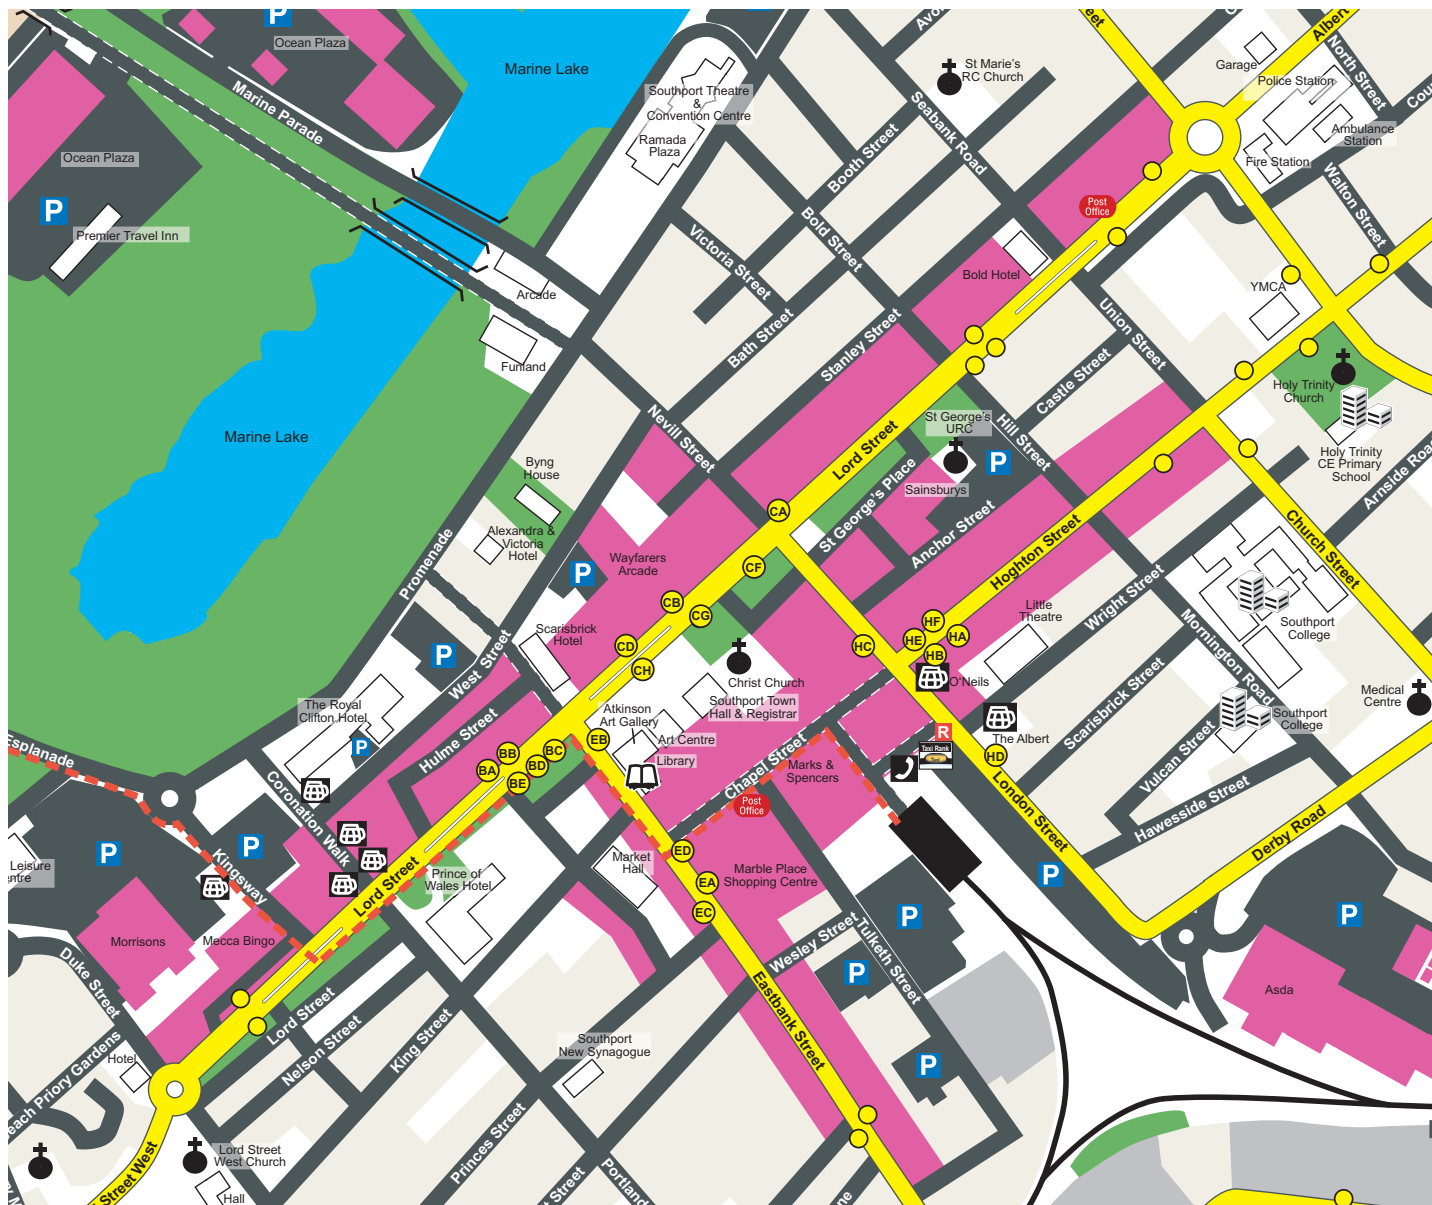 P
Ocean Plaza
Marine Lake
Marine Parade
Southport Theatre
&
Convention Centre
Ramada
Plaza
St Marie's
RC Church
Seabank Road
Booth Street
Garage
Albert
North Street
Police Station
Ambulance
Station
Fire Station
Walton Street
Ocean Plaza
P
Premier Travel Inn
Post
Office
Bold Street
Victoria Street
Bold Hotel
YMCA
Arcade
Funland
Bath Street
Stanley Street
Union Street
Castle Street
Holy Trinity
Church
Holy Trinity
CE Primary
School
Arnside Road
Marine Lake
Nevill Street
Lord Street
St George's
URC
Hill Street
P
Sainsburys
St George's Place
Anchor Street
Hoghton Street
Church Street
Byng
House
Alexandra &
Victoria
Hotel
Promenade
P
Wayfarers
Arcade
CA
CF
CB
CG
CD
CH
HC
HE
HF
HA
HB
O'Neils
Little
Theatre
Wright Street
Mornington Road
Southport
College
Southport
College
Medical
Centre
P
West Street
Scarisbrick
Hotel
Christ Church
Southport Town
Hall & Registrar
Atkinson
Art Gallery
Art Centre
Library
The Royal
Clifton Hotel
P
Hulme Street
EB
BA
BB
BC
BD
BE
Chapel Street
Marks &
Spencers
Post
Office
R
Taxi Rank
The Albert
HD
London Street
Scarisbrick Street
Vulcan Street
Hawesside Street
Derby Road
Esplanade
Coronation Walk
P
P
Kingsway
Leisure
Lord Street
Prince of
Wales Hotel
Market
Hall
ED
EA
EC
Marble Place
Shopping Centre
P
P
P
P
P
Asda
Morrisons
Mecca Bingo
Duke Street
Wesley Street
Tulketh Street
Eastbank Street
Lord Street
Nelson Street
King Street
Southport
New Synagogue
Hotel
Priory Gardens
Lord Street
West Church
Hall
Street West
Princes Street
Portland
Street